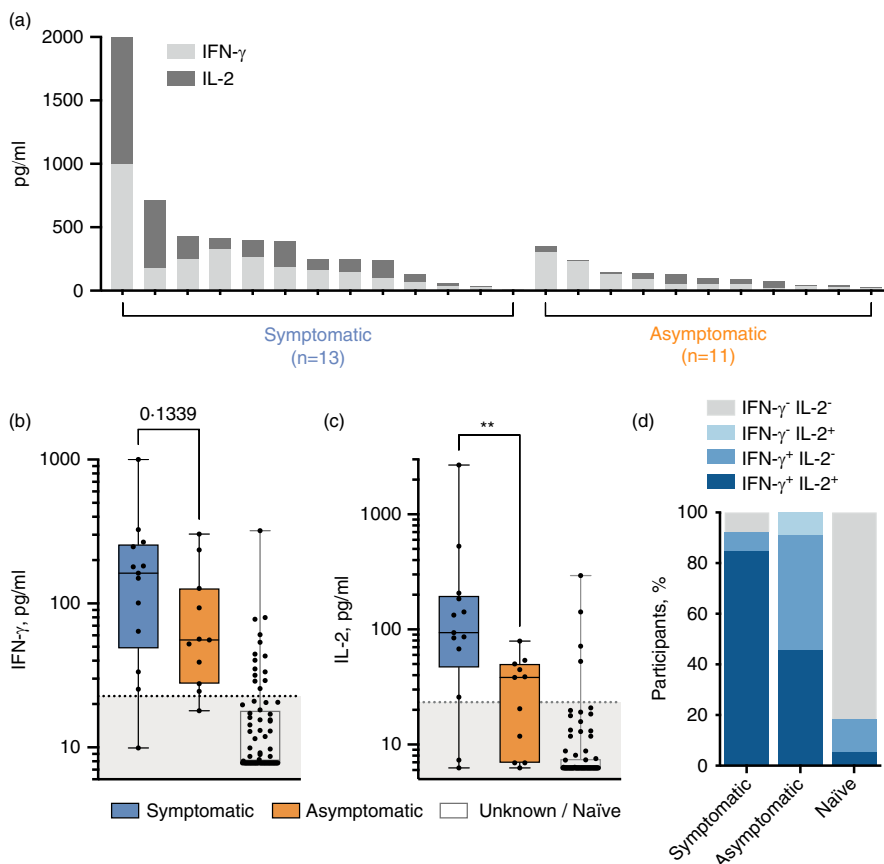 (a)
2000
1500
1000
500
0
pg/ml
IFN-γ
IL-2
Symptomatic
(n=13)
Asymptomatic
(n=11)
(b)
0·1339
1000
100
10
IFN-γ, pg/ml
(c)
**
1000
100
10
IL-2, pg/ml
Symptomatic
Asymptomatic
Unknown / Naïve
(d)
IFN-γ- IL-2-
IFN-γ- IL-2+
IFN-γ+ IL-2-
IFN-γ+ IL-2+
100
80
60
40
20
0
Participants, %
Symptomatic
Asymptomatic
Naïve